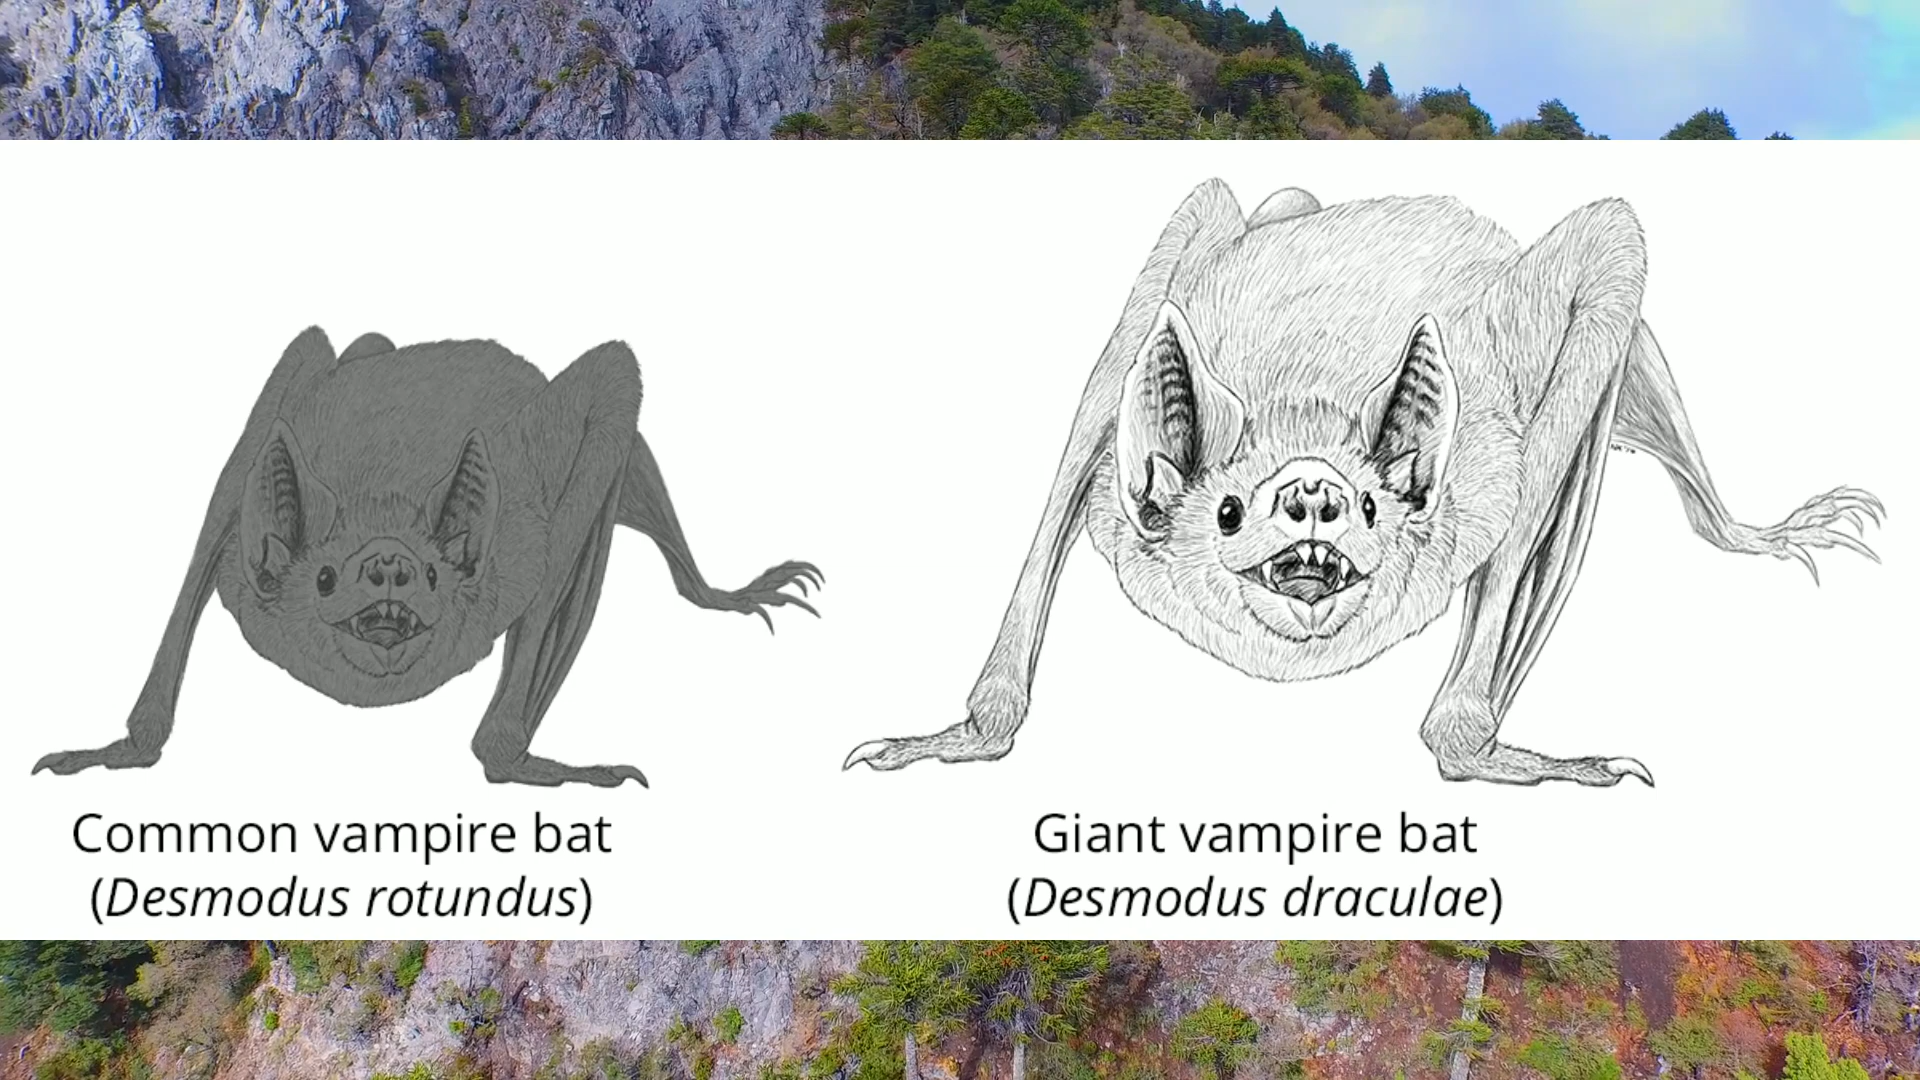 Common vampire bat
(Desmodus rotundus)
Giant vampire bat
(Desmodus draculae)